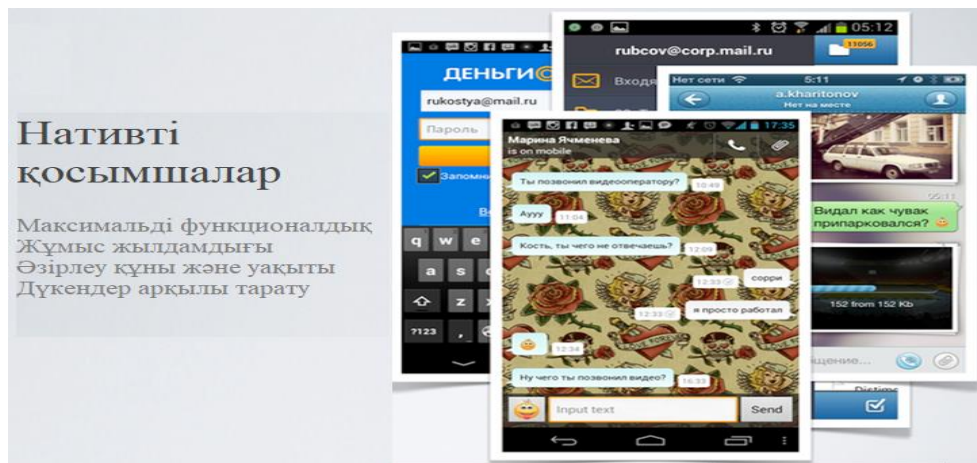 Нативті
қосымшалар
Максимальді функционалдық
Жұмыс жылдамдығы
Әзірлеу құны және уақыты
Дүкендер арқылы тарату
ДЕНЬГИ
rukostya@mail.ru
Пароль
q w e
a s
z
?123 ,
05:12
rubcov@corp.mail.ru
11056
Нет сети 5:11
a.kharitonov
Нет на месте
05:11
Видал как чувак
припарковался?
152 from 152 Kb
17:35
Марина Ячменева
is on mobile
Ты позвонил видеооператору? 10:49
Ауу​у 11:04
Кость, ты чего не отвечаешь? 12:09
12:33 сорри
12:33 я просто работал
12:34
Ну чего ты позвонил видео? 16:33
Input text Send